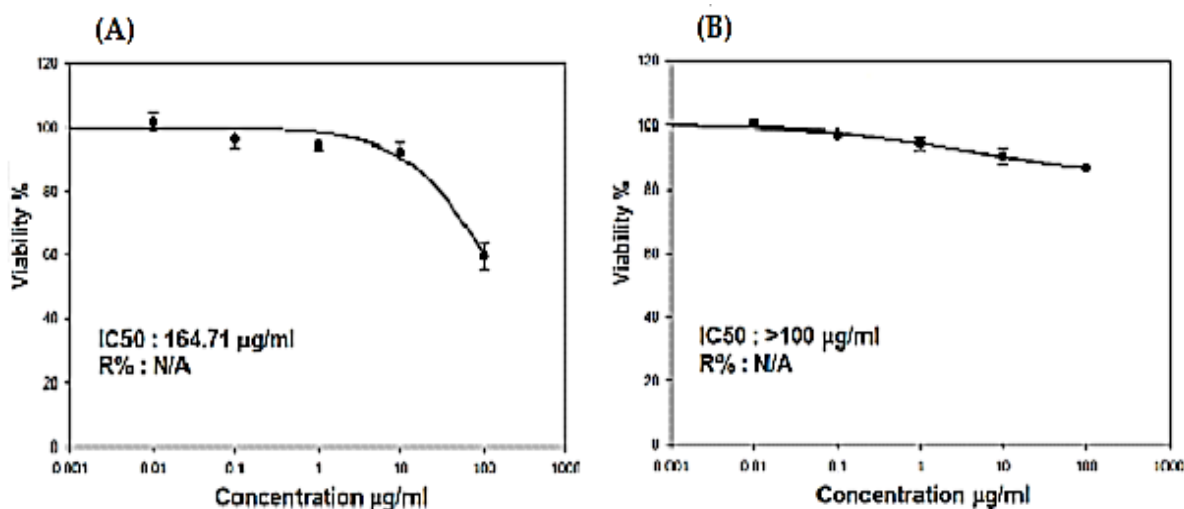 (A)
(B)
120
100
80
60
40
20
0
Viability %
IC50 : 164.71 µg/ml
R% : N/A
0.001 0.01 0.1 1 10 100 1000
Concentration µg/ml
120
100
80
60
40
20
0
Viability %
IC50 : >100 µg/ml
R% : N/A
0.001 0.01 0.1 1 10 100 1000
Concentration µg/ml